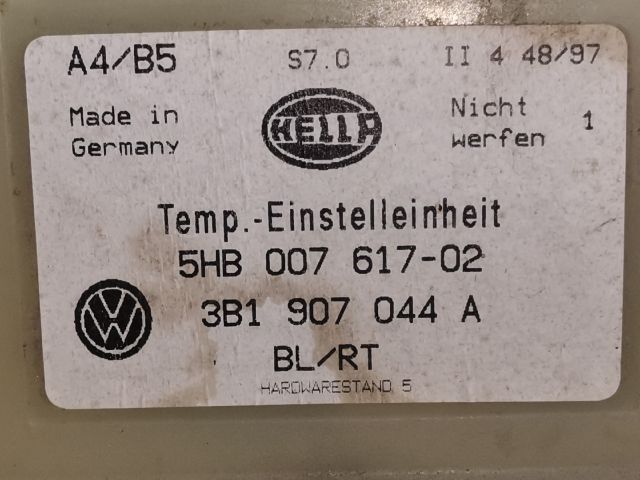 A4/B5 S7.0 II 4 48/97
Made in Germany
HELLA
Nicht werfen 1
Temp.-Einstelleinheit
5HB 007 617-02
VW
3B1 907 044 A
BL/RT
HARDWARESTAND 5